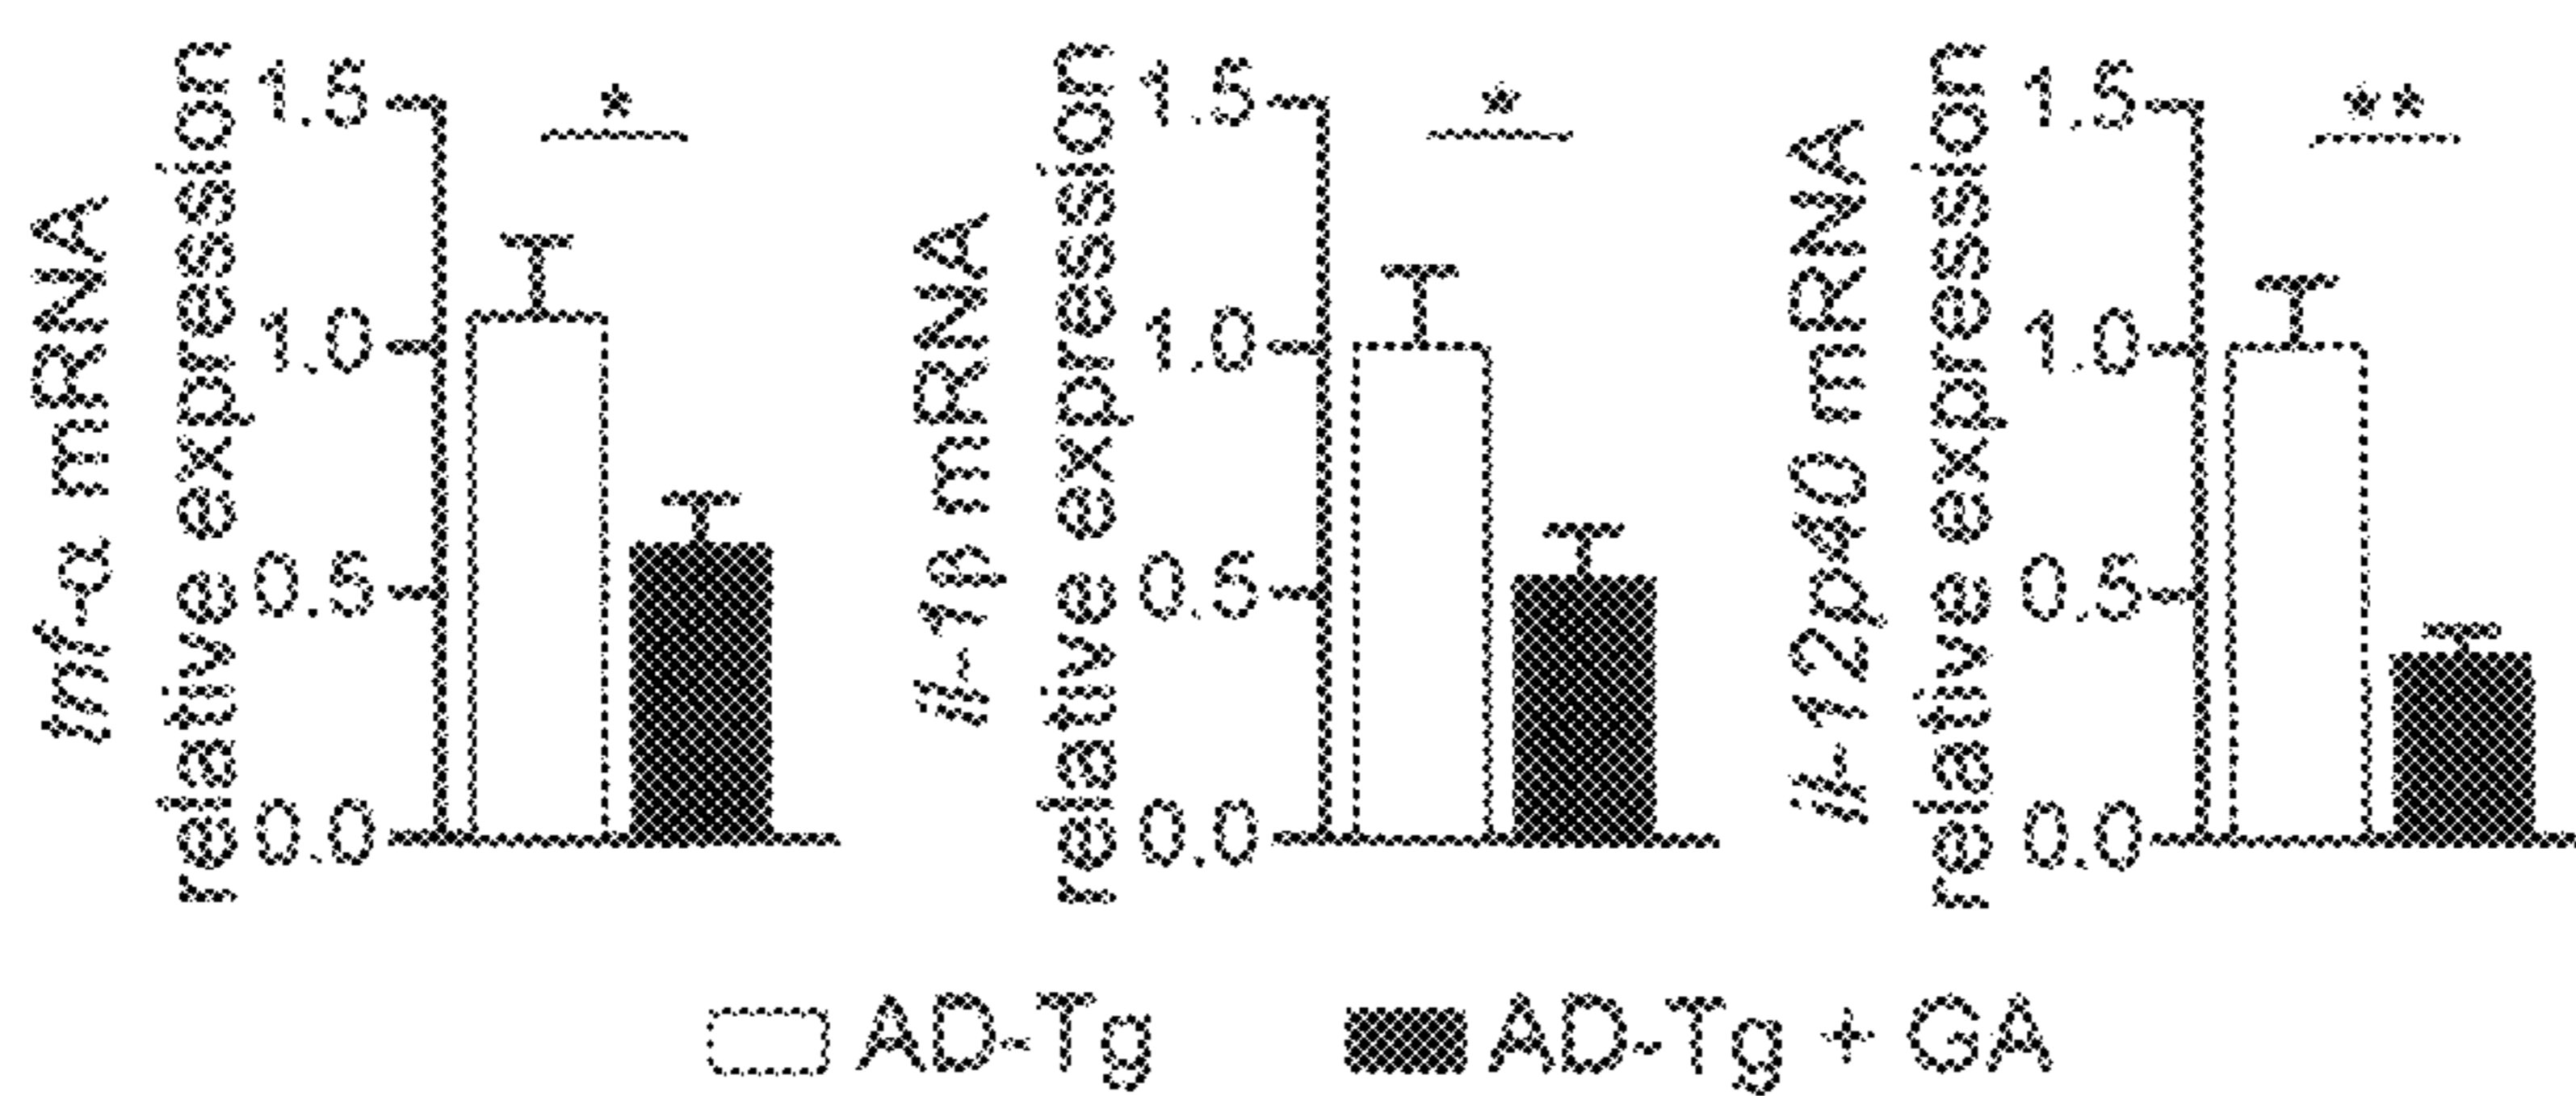 tnf-α mRNA
relative expression
1.5
1.0
0.5
0.0
*
il-1β mRNA
relative expression
1.5
1.0
0.5
0.0
*
il-12p40 mRNA
relative expression
1.5
1.0
0.5
0.0
**
AD-Tg
AD-Tg + GA